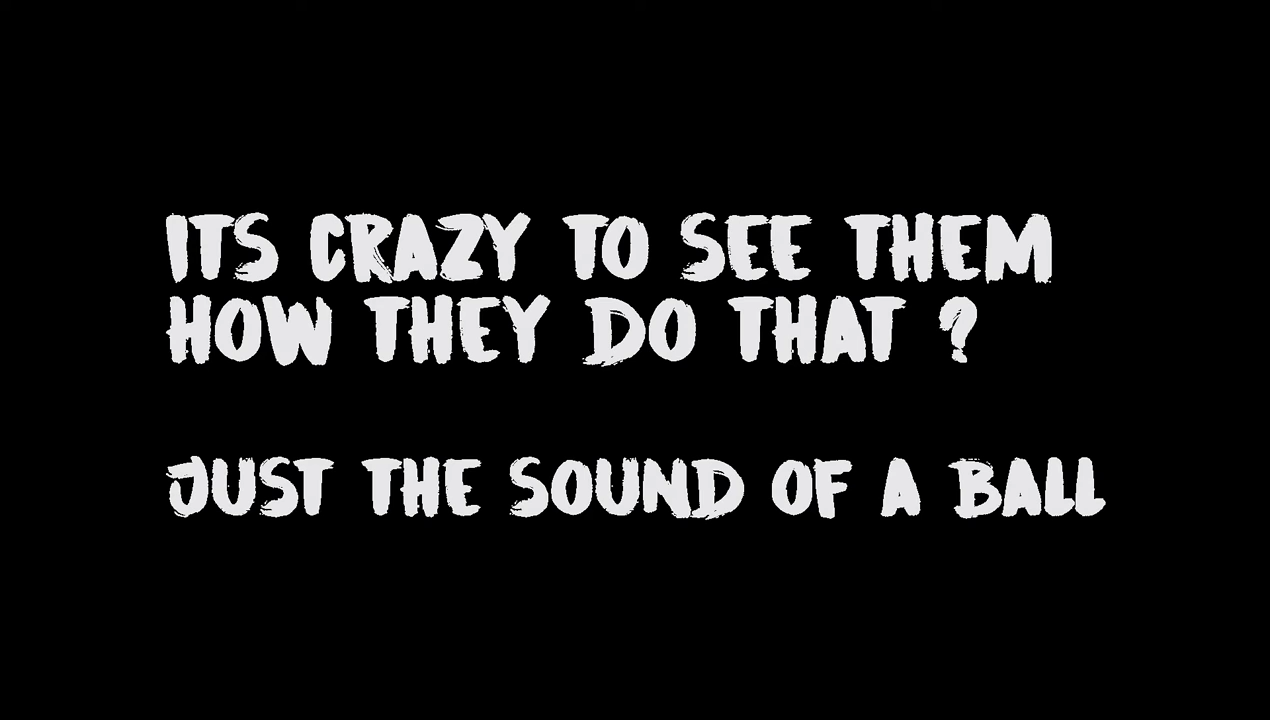 ITS CRAZY TO SEE THEM
HOW THEY DO THAT ?
JUST THE SOUND OF A BALL